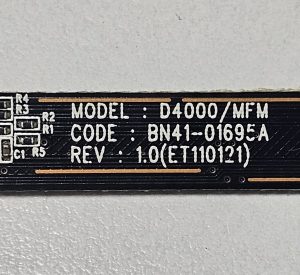 R4
R3
R2
R1
C1
R5
MODEL : D4000/MFM
CODE : BN41-01695A
REV : 1.0(ET110121)